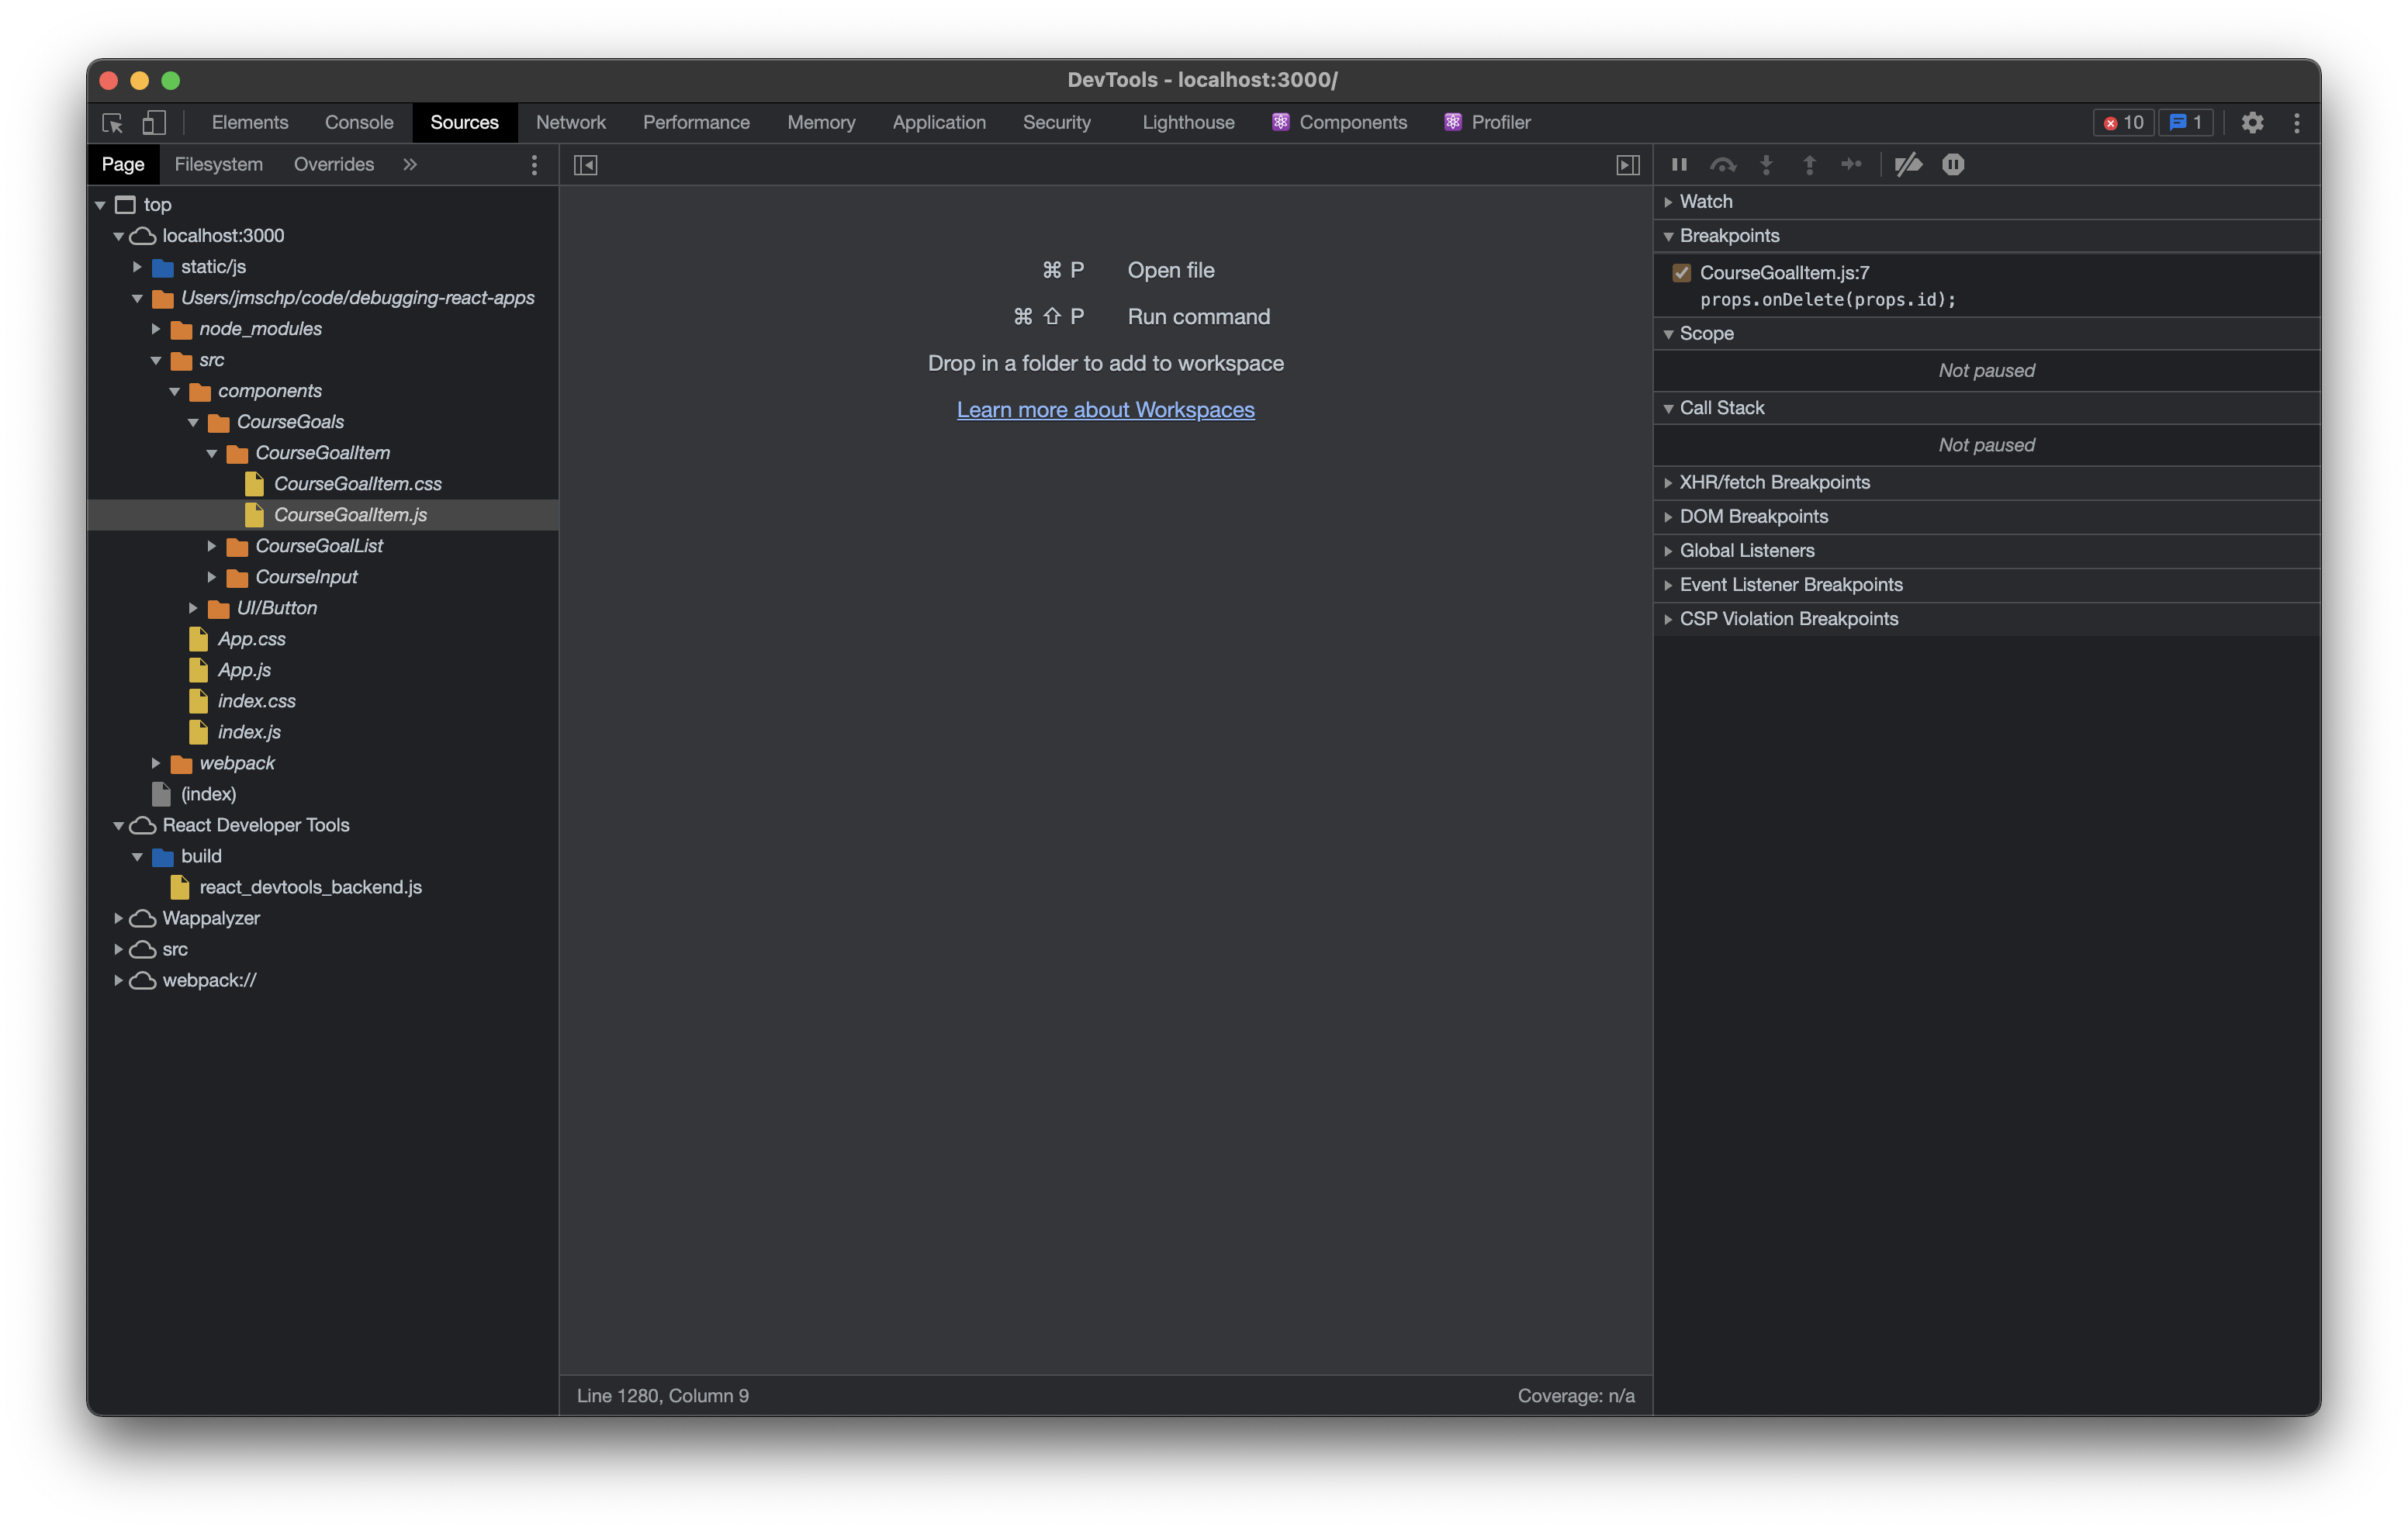 DevTools - localhost:3000/
Elements Console Sources Network Performance Memory Application Security Lighthouse Components Profiler 10 1
Page Filesystem Overrides
top
localhost:3000
static/js
Users/jmschp/code/debugging-react-apps
node_modules
src
components
CourseGoals
CourseGoalItem
CourseGoalItem.css
CourseGoalItem.js
CourseGoalList
CourseInput
UI/Button
App.css
App.js
index.css
index.js
webpack
(index)
React Developer Tools
build
react_devtools_backend.js
Wappalyzer
src
webpack://
⌘ P Open file
⌘ ⇧ P Run command
Drop in a folder to add to workspace
Learn more about Workspaces
Line 1280, Column 9 Coverage: n/a
Watch
Breakpoints
CourseGoalItem.js:7
props.onDelete(props.id);
Scope
Not paused
Call Stack
Not paused
XHR/fetch Breakpoints
DOM Breakpoints
Global Listeners
Event Listener Breakpoints
CSP Violation Breakpoints